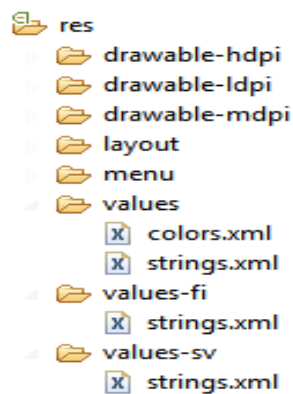 res
drawable-hdpi
drawable-ldpi
drawable-mdpi
layout
menu
values
colors.xml
strings.xml
values-fi
strings.xml
values-sv
strings.xml